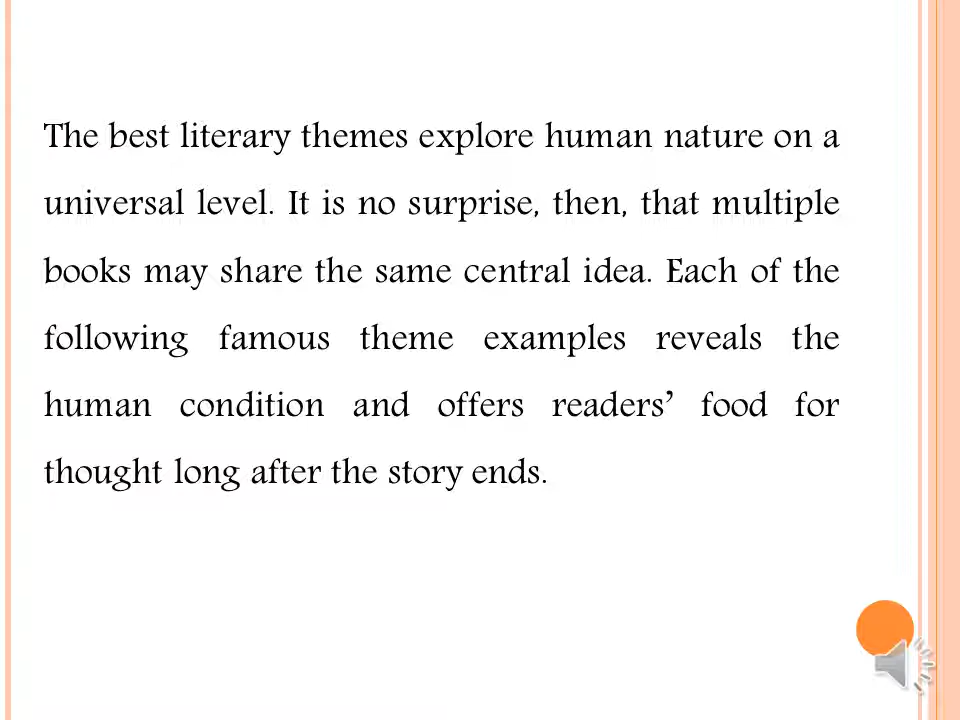 The best literary themes explore human nature on a
universal level. It is no surprise, then, that multiple
books may share the same central idea. Each of the
following famous theme examples reveals the
human condition and offers readers’ food for
thought long after the story ends.